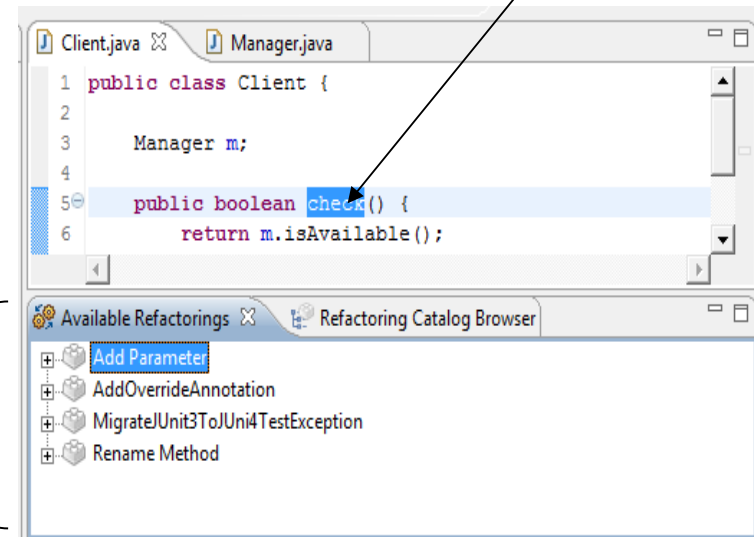 Client.java Manager.java
1 public class Client {
2
3 Manager m;
4
5 public boolean check() {
6 return m.isAvailable();
Available Refactorings Refactoring Catalog Browser
Add Parameter
AddOverrideAnnotation
MigrateJUnit3ToJUni4TestException
Rename Method